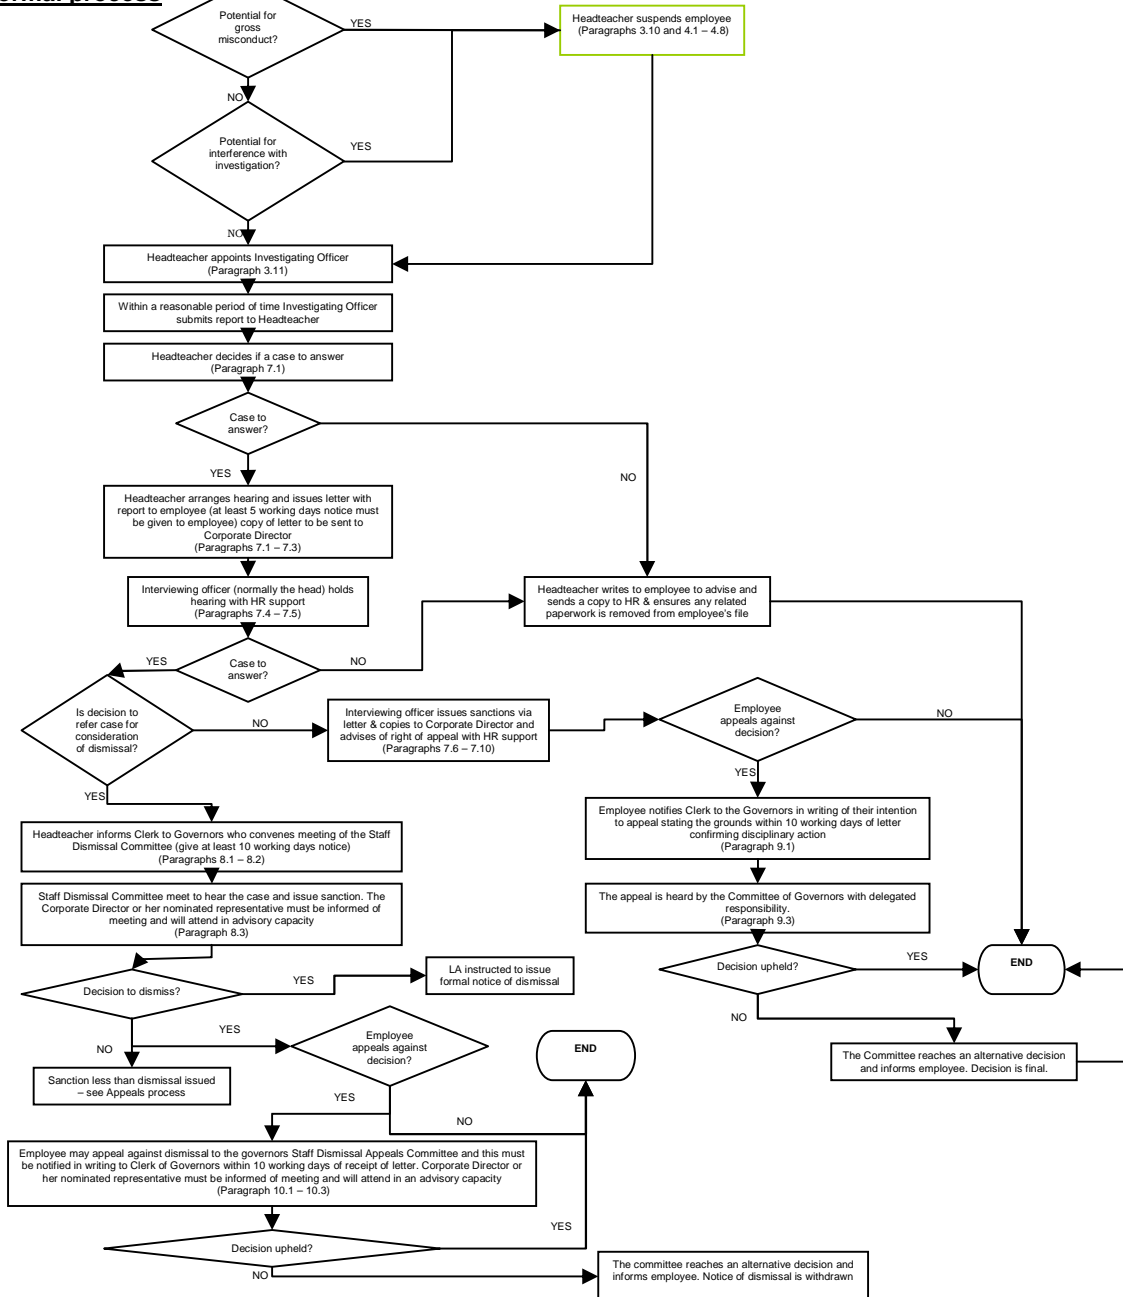 process
Potential for
gross
misconduct?
YES
Headteacher suspends employee
(Paragraphs 3.10 and 4.1 – 4.8)
NO
Potential for
interference with
investigation?
YES
NO
Headteacher appoints Investigating Officer
(Paragraph 3.11)
Within a reasonable period of time Investigating Officer
submits report to Headteacher
Headteacher decides if a case to answer
(Paragraph 7.1)
Case to
answer?
YES
NO
Headteacher arranges hearing and issues letter with
report to employee (at least 5 working days notice must
be given to employee) copy of letter to be sent to
Corporate Director
(Paragraphs 7.1 – 7.3)
Interviewing officer (normally the head) holds
hearing with HR support
(Paragraphs 7.4 – 7.5)
Headteacher writes to employee to advise and
sends a copy to HR & ensures any related
paperwork is removed from employee's file
YES
Case to
answer?
NO
Is decision to
refer case for
consideration
of dismissal?
NO
Interviewing officer issues sanctions via
letter & copies to Corporate Director and
advises of right of appeal with HR support
(Paragraphs 7.6 – 7.10)
Employee
appeals against
decision?
NO
YES
YES
Employee notifies Clerk to the Governors in writing of their intention
to appeal stating the grounds within 10 working days of letter
confirming disciplinary action
(Paragraph 9.1)
Headteacher informs Clerk to Governors who convenes meeting of the Staff
Dismissal Committee (give at least 10 working days notice)
(Paragraphs 8.1 – 8.2)
Staff Dismissal Committee meet to hear the case and issue sanction. The
Corporate Director or her nominated representative must be informed of
meeting and will attend in advisory capacity
(Paragraph 8.3)
The appeal is heard by the Committee of Governors with delegated
responsibility.
(Paragraph 9.3)
Decision upheld?
YES
END
Decision to dismiss?
YES
LA instructed to issue
formal notice of dismissal
NO
The Committee reaches an alternative decision
and informs employee. Decision is final.
YES
Employee
appeals against
decision?
END
NO
Sanction less than dismissal issued
– see Appeals process
YES
NO
Employee may appeal against dismissal to the governors Staff Dismissal Appeals Committee and this must
be notified in writing to Clerk of Governors within 10 working days of receipt of letter. Corporate Director or
her nominated representative must be informed of meeting and will attend in an advisory capacity
(Paragraph 10.1 – 10.3)
YES
Decision upheld?
NO
The committee reaches an alternative decision and
informs employee. Notice of dismissal is withdrawn